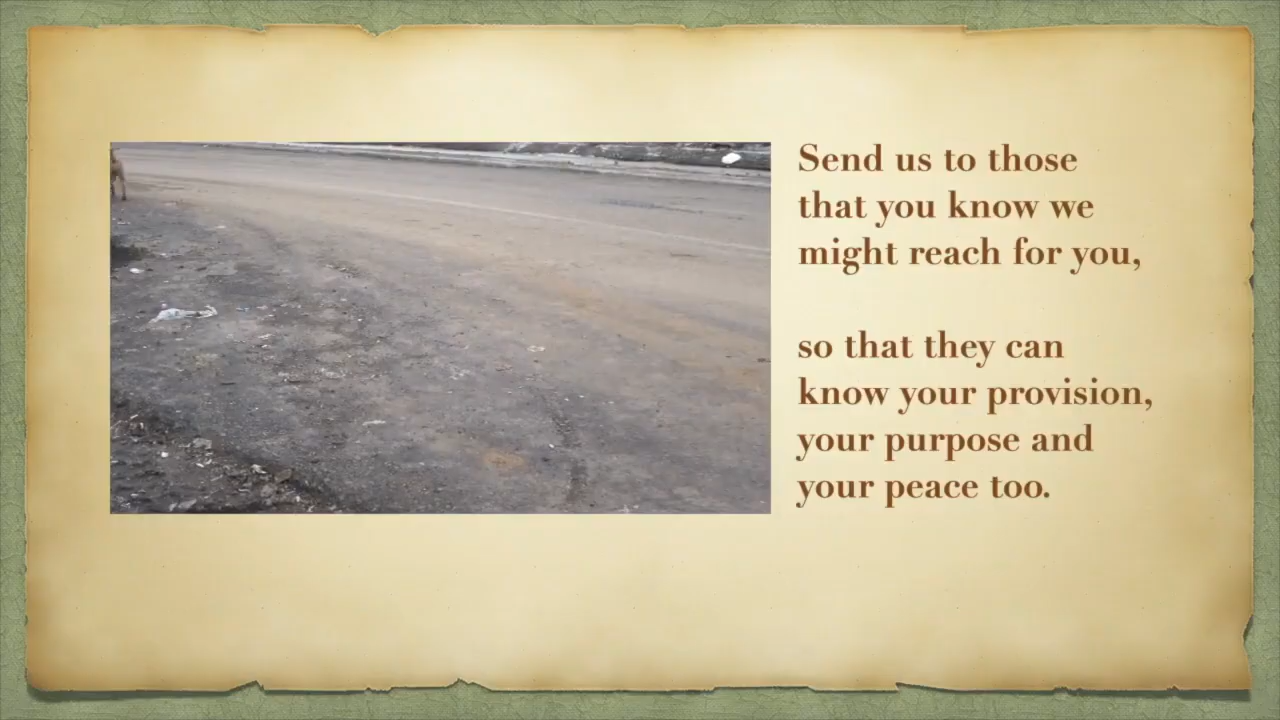 Send us to those
that you know we
might reach for you,
so that they can
know your provision,
your purpose and
your peace too.